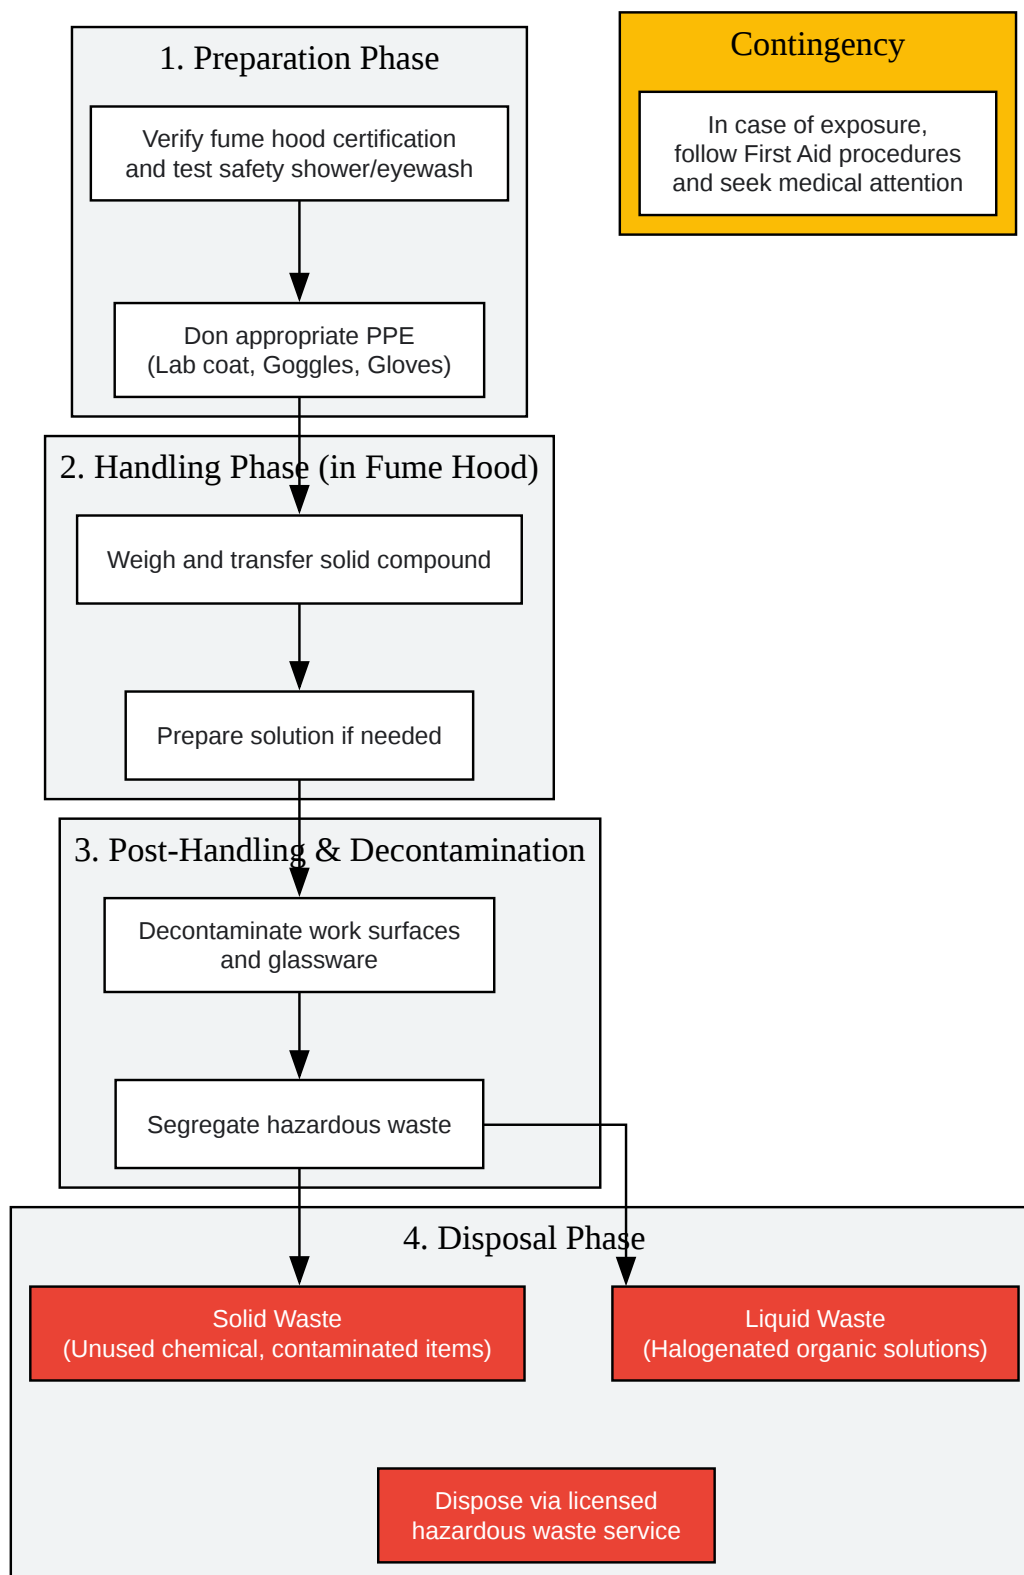 1. Preparation Phase
Verify fume hood certification
and test safety shower/eyewash
Don appropriate PPE
(Lab coat, Goggles, Gloves)
Contingency
In case of exposure,
follow First Aid procedures
and seek medical attention
2. Handling Phase (in Fume Hood)
Weigh and transfer solid compound
Prepare solution if needed
3. Post-Handling & Decontamination
Decontaminate work surfaces
and glassware
Segregate hazardous waste
4. Disposal Phase
Solid Waste
(Unused chemical, contaminated items)
Liquid Waste
(Halogenated organic solutions)
Dispose via licensed
hazardous waste service